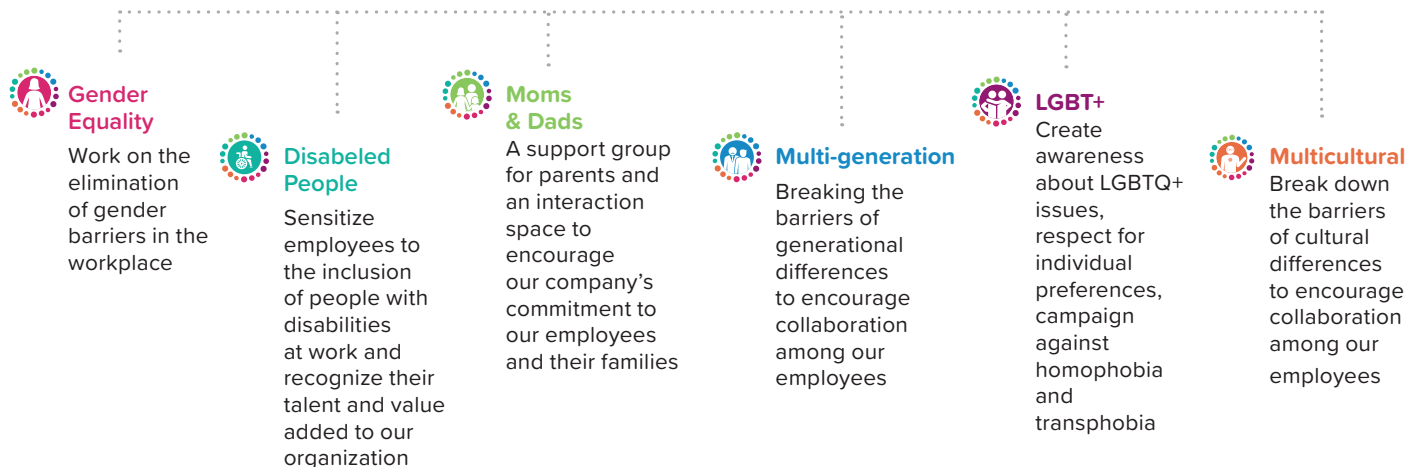 Gender
Equality
Work on the
elimination
of gender
barriers in the
workplace
Disabeled
People
Sensitize
employees to
the inclusion
of people with
disabilities
at work and
recognize their
talent and value
added to our
organization
Moms
& Dads
A support group
for parents and
an interaction
space to
encourage
our company’s
commitment to
our employees
and their families
Multi-generation
Breaking the
barriers of
generational
differences
to encourage
collaboration
among our
employees
LGBT+
Create
awareness
about LGBTQ+
issues,
respect for
individual
preferences,
campaign
against
homophobia
and
transphobia
Multicultural
Break down
the barriers
of cultural
differences
to encourage
collaboration
among our
employees